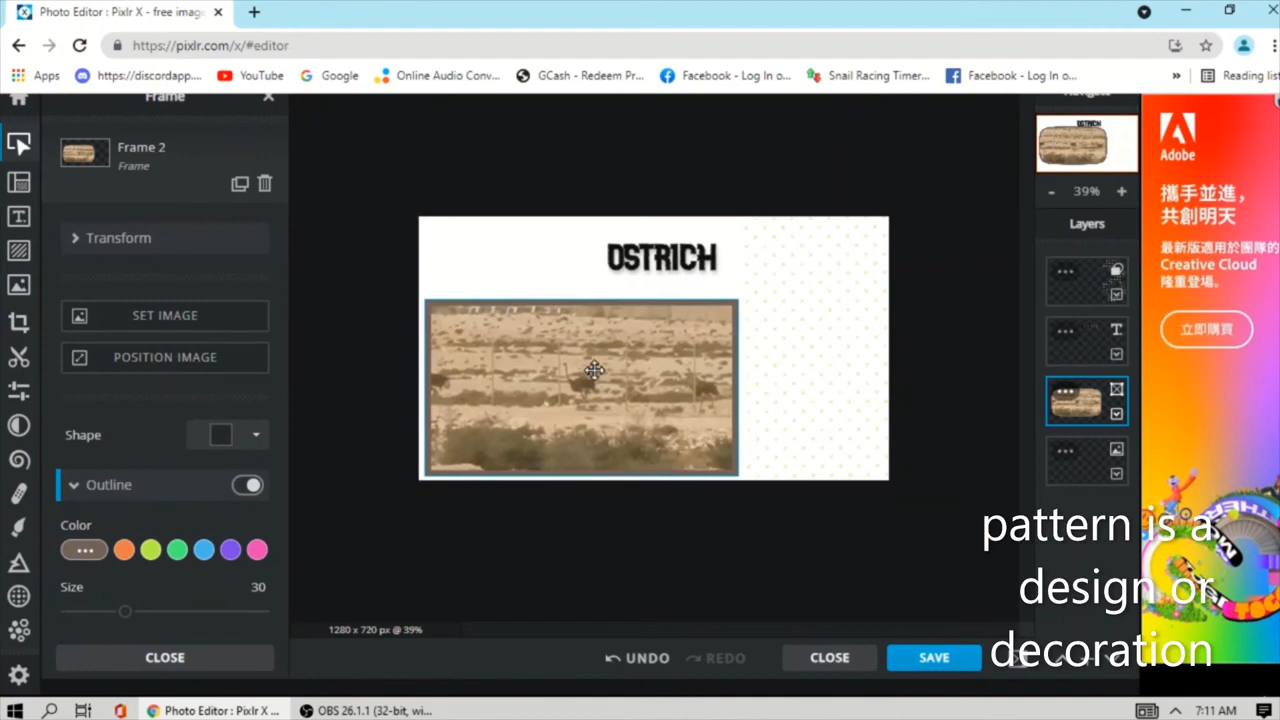 Photo Editor : Pixlr X - free imag
https://pixlr.com/x/#editor
Apps
https://discordapp....
YouTube
Google
Online Audio Conv...
GCash - Redeem Pr...
Facebook - Log In o...
Snail Racing Timer...
Facebook - Log In o...
»
Reading list
Frame
Frame 2
Frame
Transform
SET IMAGE
POSITION IMAGE
Shape
Outline
Color
Size 30
CLOSE
OSTRICH
1280 x 720 px @ 39%
UNDO
REDO
CLOSE
SAVE
OSTRICH
- 39% +
Layers
Adobe
攜手並進，
共創明天
最新版適用於團隊的
Creative Cloud
隆重登場。
立即購買
pattern is a
design or
decoration
Photo Editor : Pixlr X ...
OBS 26.1.1 (32-bit, wi...
7:11 AM